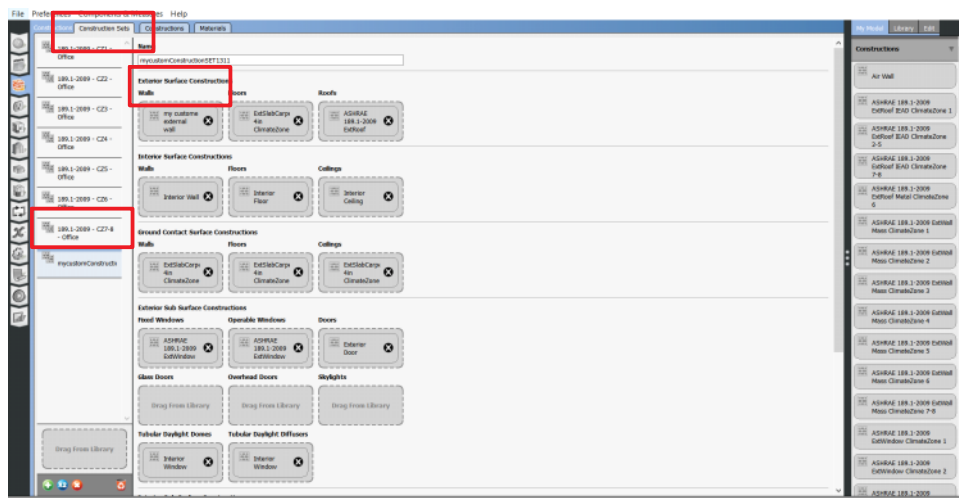 File Preferences Components & Measures Help
Constructions Construction Sets Constructions Materials
My Model Library Edit
189.1-2009 - CZ1 -
Office
189.1-2009 - CZ2 -
Office
189.1-2009 - CZ3 -
Office
189.1-2009 - CZ4 -
Office
189.1-2009 - CZ5 -
Office
189.1-2009 - CZ6 -
Office
189.1-2009 - CZ7-8
- Office
mycustomConstructi
Drag From Library
Name
mycustomConstructionSET1311
Exterior Surface Constructions
Walls Floors Roofs
my custome
external
wall
ExtSlabCarp
4in
ClimateZone
ASHRAE
189.1-2009
ExtRoof
Interior Surface Constructions
Walls Floors Ceilings
Interior Wall
Interior
Floor
Interior
Ceiling
Ground Contact Surface Constructions
Walls Floors Ceilings
ExtSlabCarp
4in
ClimateZone
ExtSlabCarp
4in
ClimateZone
ExtSlabCarp
4in
ClimateZone
Exterior Sub Surface Constructions
Fixed Windows Operable Windows Doors
ASHRAE
189.1-2009
ExtWindow
ASHRAE
189.1-2009
ExtWindow
Exterior
Door
Glass Doors Overhead Doors Skylights
Drag From Library Drag From Library Drag From Library
Tubular Daylight Domes Tubular Daylight Diffusers
Interior
Window
Interior
Window
Constructions
Air Wall
ASHRAE 189.1-2009
ExtRoof IEAD ClimateZone 1
ASHRAE 189.1-2009
ExtRoof IEAD ClimateZone
2-5
ASHRAE 189.1-2009
ExtRoof IEAD ClimateZone
7-8
ASHRAE 189.1-2009
ExtRoof Metal ClimateZone
6
ASHRAE 189.1-2009 ExtWall
Mass ClimateZone 1
ASHRAE 189.1-2009 ExtWall
Mass ClimateZone 2
ASHRAE 189.1-2009 ExtWall
Mass ClimateZone 3
ASHRAE 189.1-2009 ExtWall
Mass ClimateZone 4
ASHRAE 189.1-2009 ExtWall
Mass ClimateZone 5
ASHRAE 189.1-2009 ExtWall
Mass ClimateZone 6
ASHRAE 189.1-2009 ExtWall
Mass ClimateZone 7-8
ASHRAE 189.1-2009
ExtWindow ClimateZone 1
ASHRAE 189.1-2009
ExtWindow ClimateZone 2
ASHRAE 189.1-2009